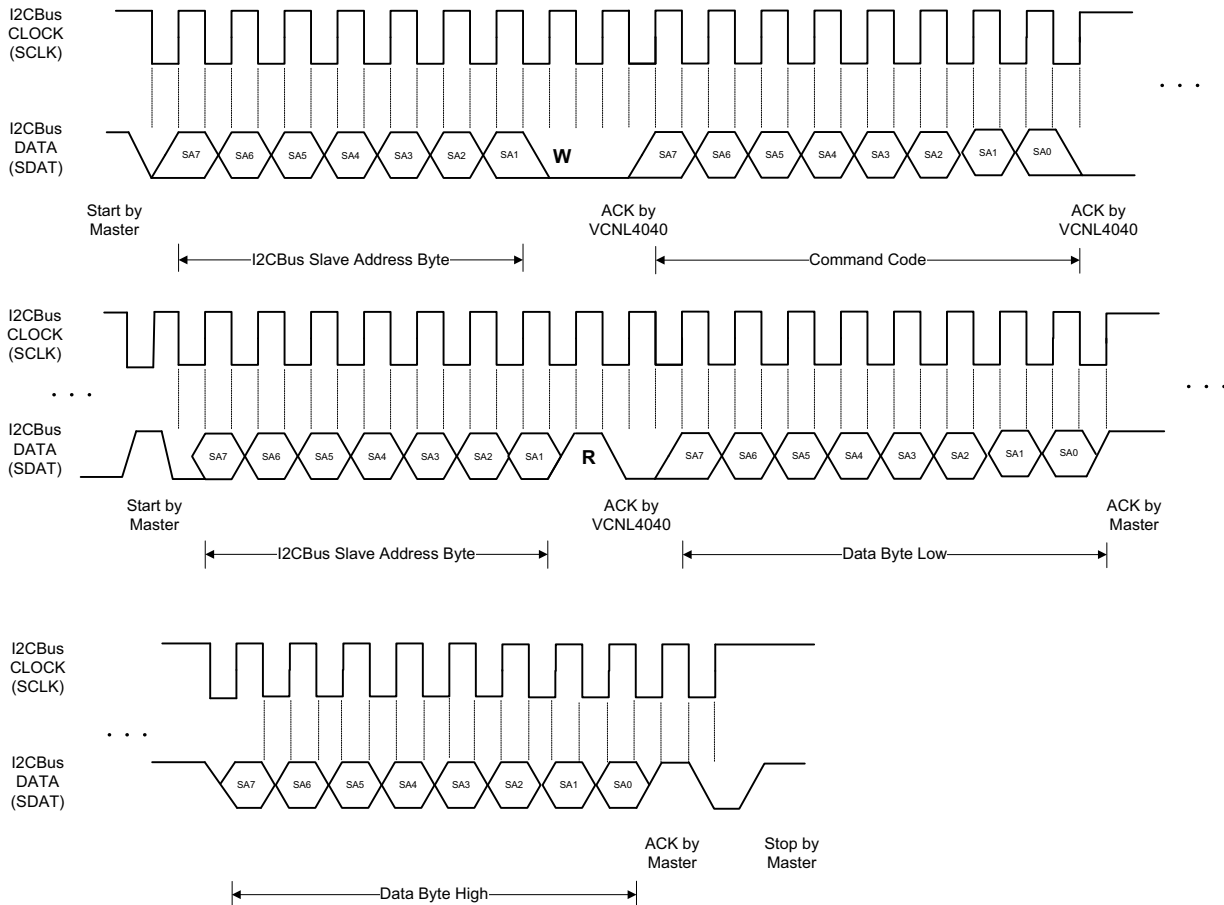 I2CBus
CLOCK
(SCLK)
. . .
I2CBus
DATA
(SDAT)
SA7 SA6 SA5 SA4 SA3 SA2 SA1 W SA7 SA6 SA5 SA4 SA3 SA2 SA1 SA0
Start by
Master
ACK by
VCNL4040
ACK by
VCNL4040
I2CBus Slave Address Byte
Command Code
I2CBus
CLOCK
(SCLK)
. . .
. . .
I2CBus
DATA
(SDAT)
SA7 SA6 SA5 SA4 SA3 SA2 SA1 R SA7 SA6 SA5 SA4 SA3 SA2 SA1 SA0
Start by
Master
ACK by
VCNL4040
ACK by
Master
I2CBus Slave Address Byte
Data Byte Low
I2CBus
CLOCK
(SCLK)
. . .
I2CBus
DATA
(SDAT)
SA7 SA6 SA5 SA4 SA3 SA2 SA1 SA0
ACK by
Master
Stop by
Master
Data Byte High